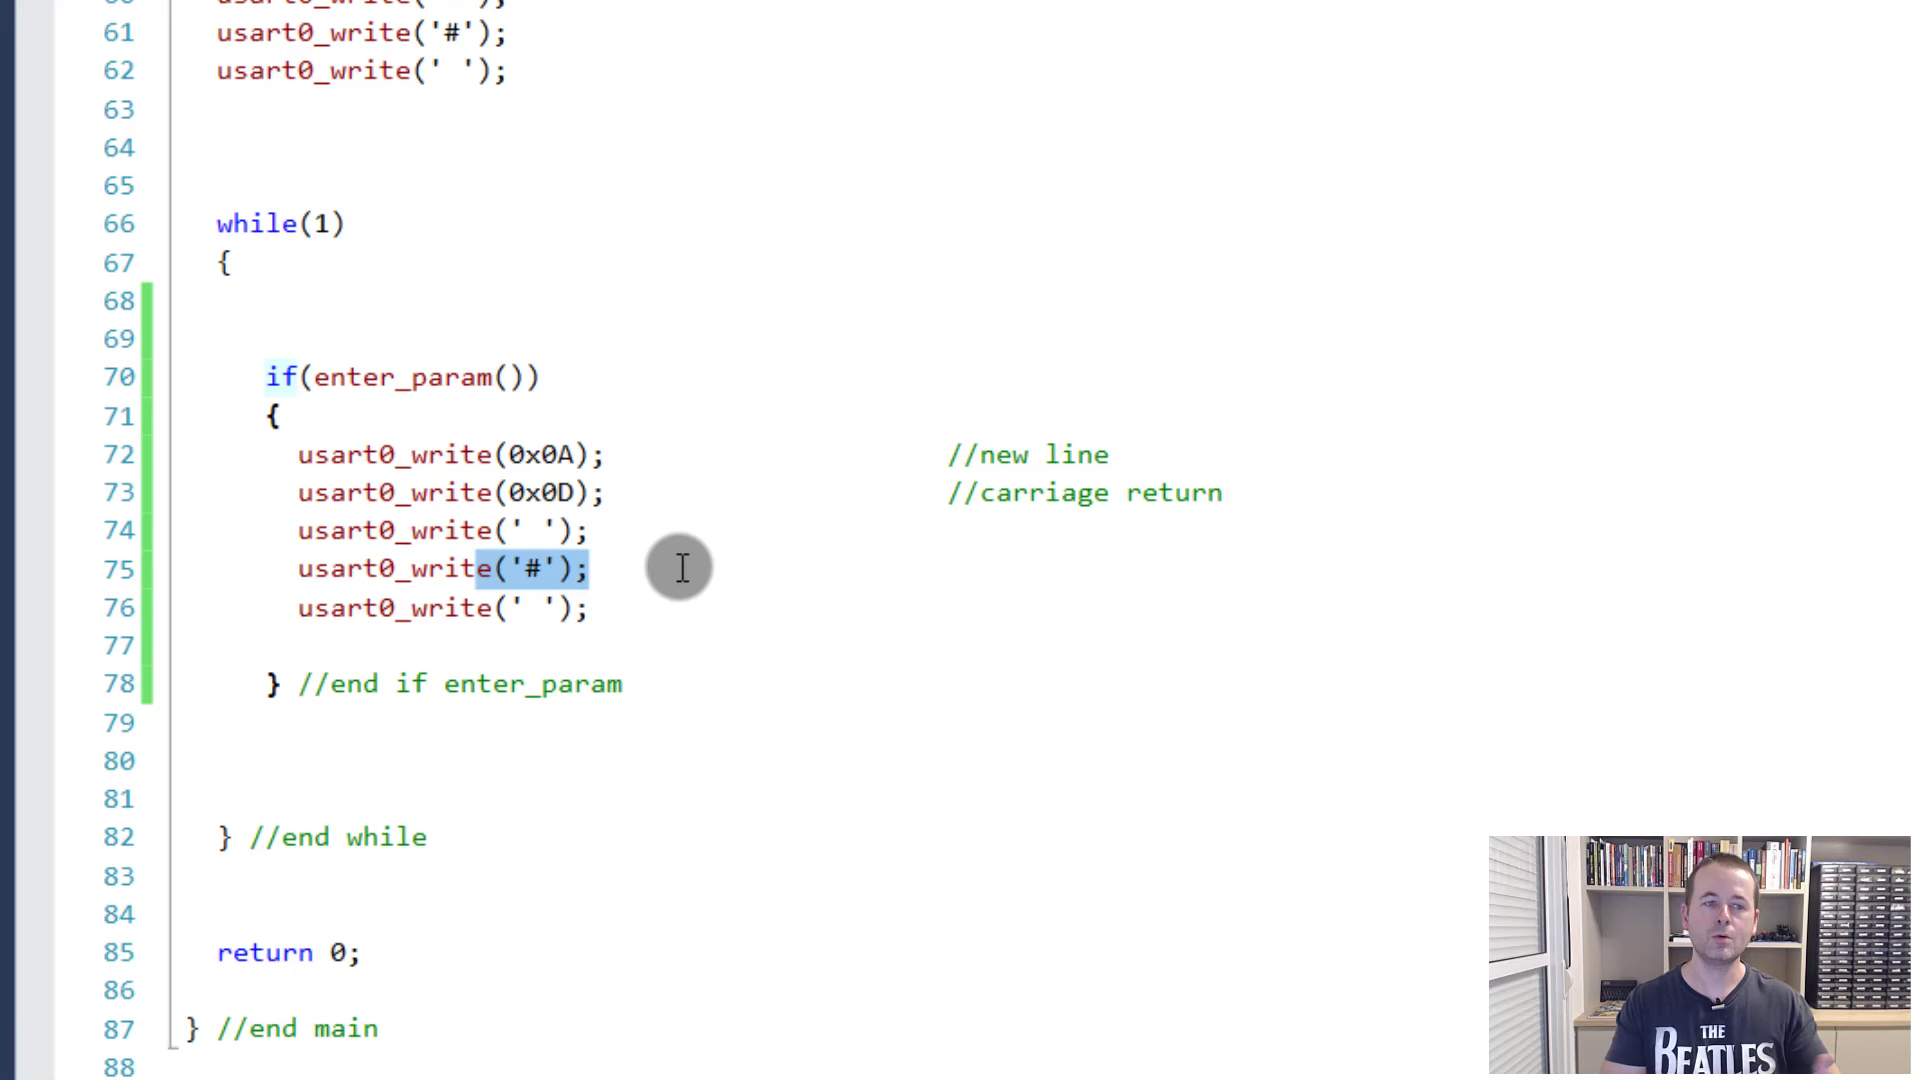 60 usart0_write(' ');
61 usart0_write('#');
62 usart0_write(' ');
63
64
65
66 while(1)
67 {
68
69
70 if(enter_param())
71 {
72 usart0_write(0x0A); //new line
73 usart0_write(0x0D); //carriage return
74 usart0_write(' ');
75 usart0_write('#');
76 usart0_write(' ');
77
78 } //end if enter_param
79
80
81
82 } //end while
83
84
85 return 0;
86
87 } //end main
88
THE
BEATLES